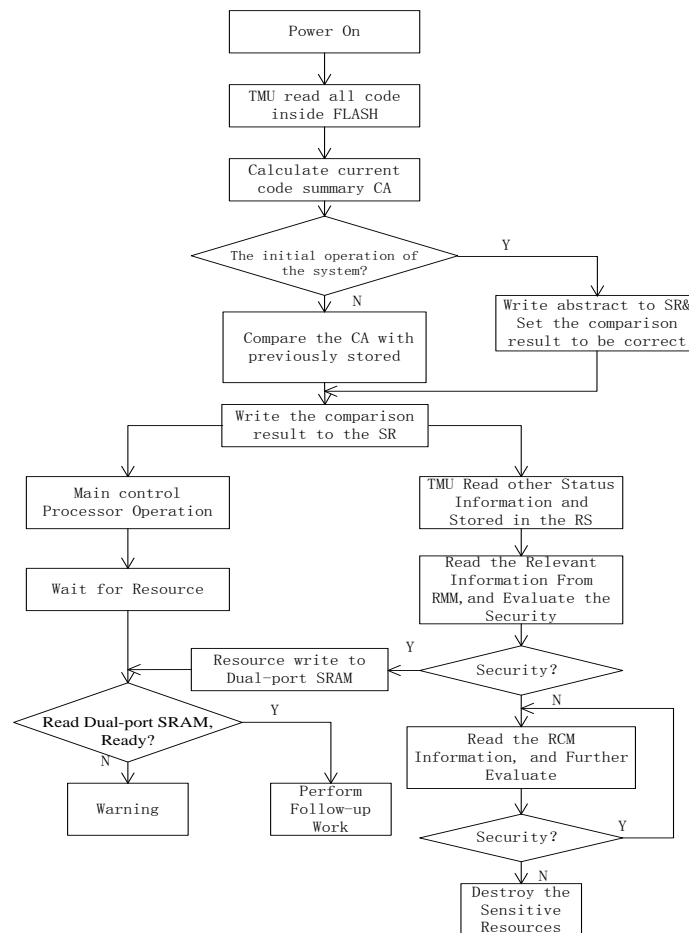 Power On
TMU read all code
inside FLASH
Calculate current
code summary CA
The initial operation of
the system?
Y
N
Write abstract to SR&
Set the comparison
result to be correct
Compare the CA with
previously stored
Write the comparison
result to the SR
Main control
Processor Operation
TMU Read other Status
Information and
Stored in the RS
Wait for Resource
Read the Relevant
Information From
RMM,and Evaluate the
Security
Resource write to
Dual-port SRAM
Y
Security?
N
Read Dual-port SRAM,
Ready?
Y
N
Read the RCM
Information, and Further
Evaluate
Warning
Perform
Follow-up
Work
Security?
Y
N
Destroy the
Sensitive
Resources